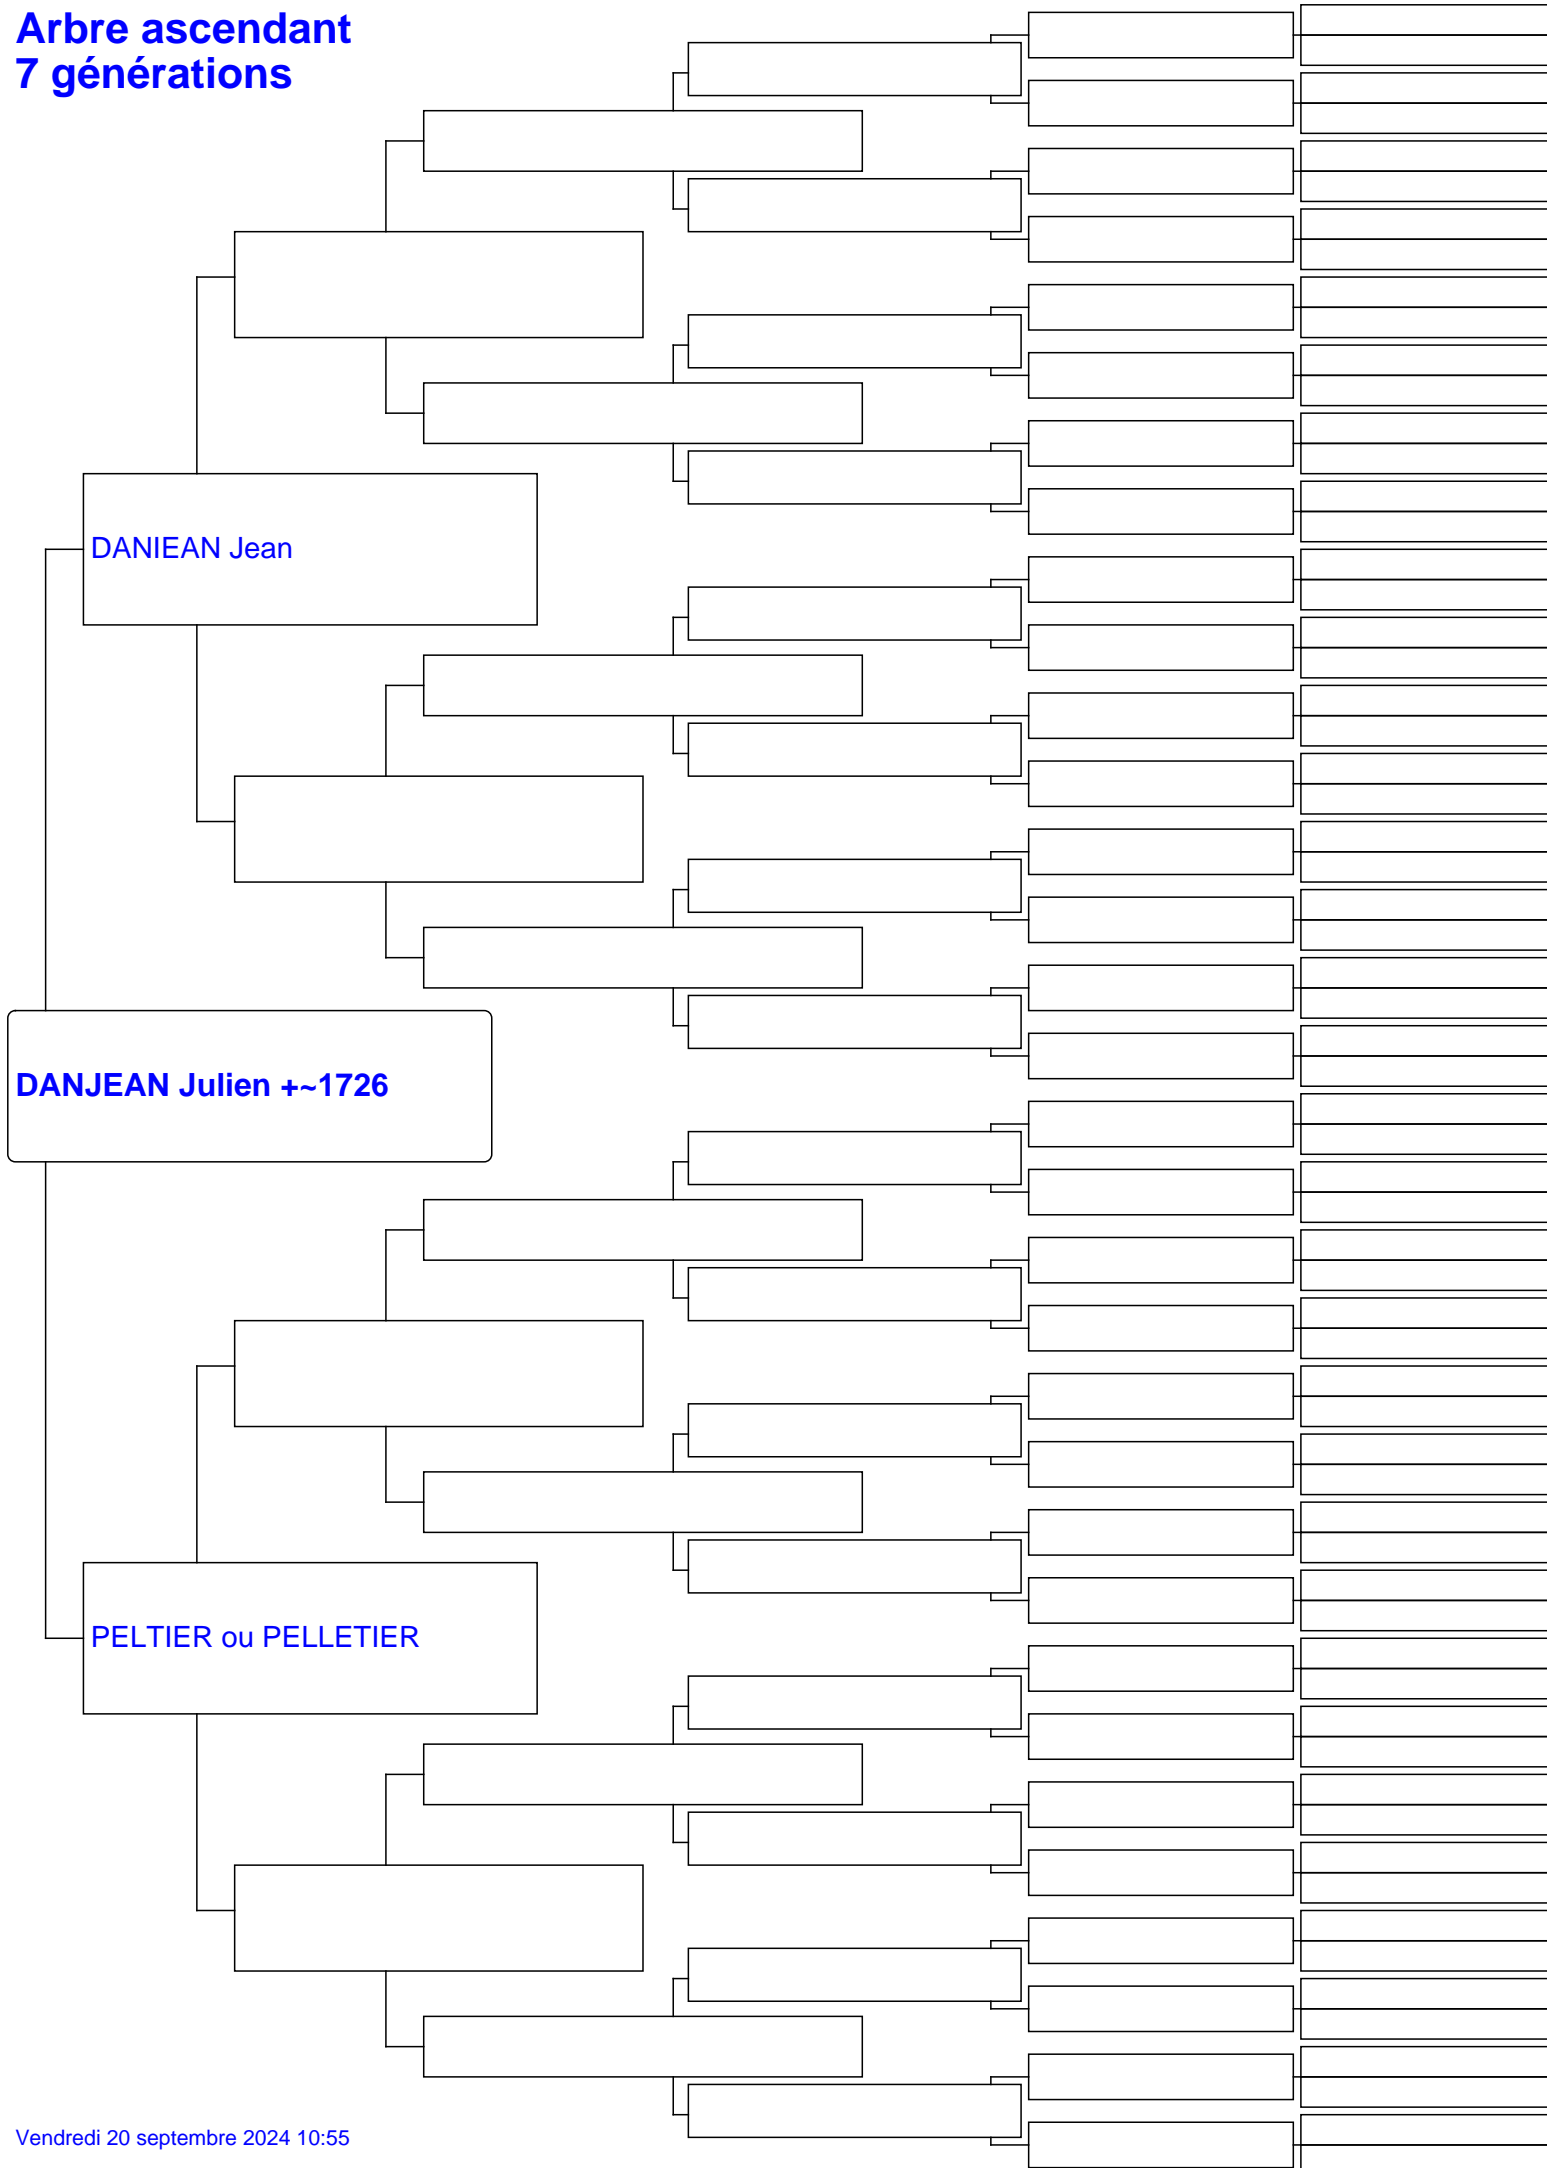 Arbre ascendant
7 générations
DANIEAN Jean
DANJEAN Julien +~1726
PELTIER ou PELLETIER
Vendredi 20 septembre 2024 10:55